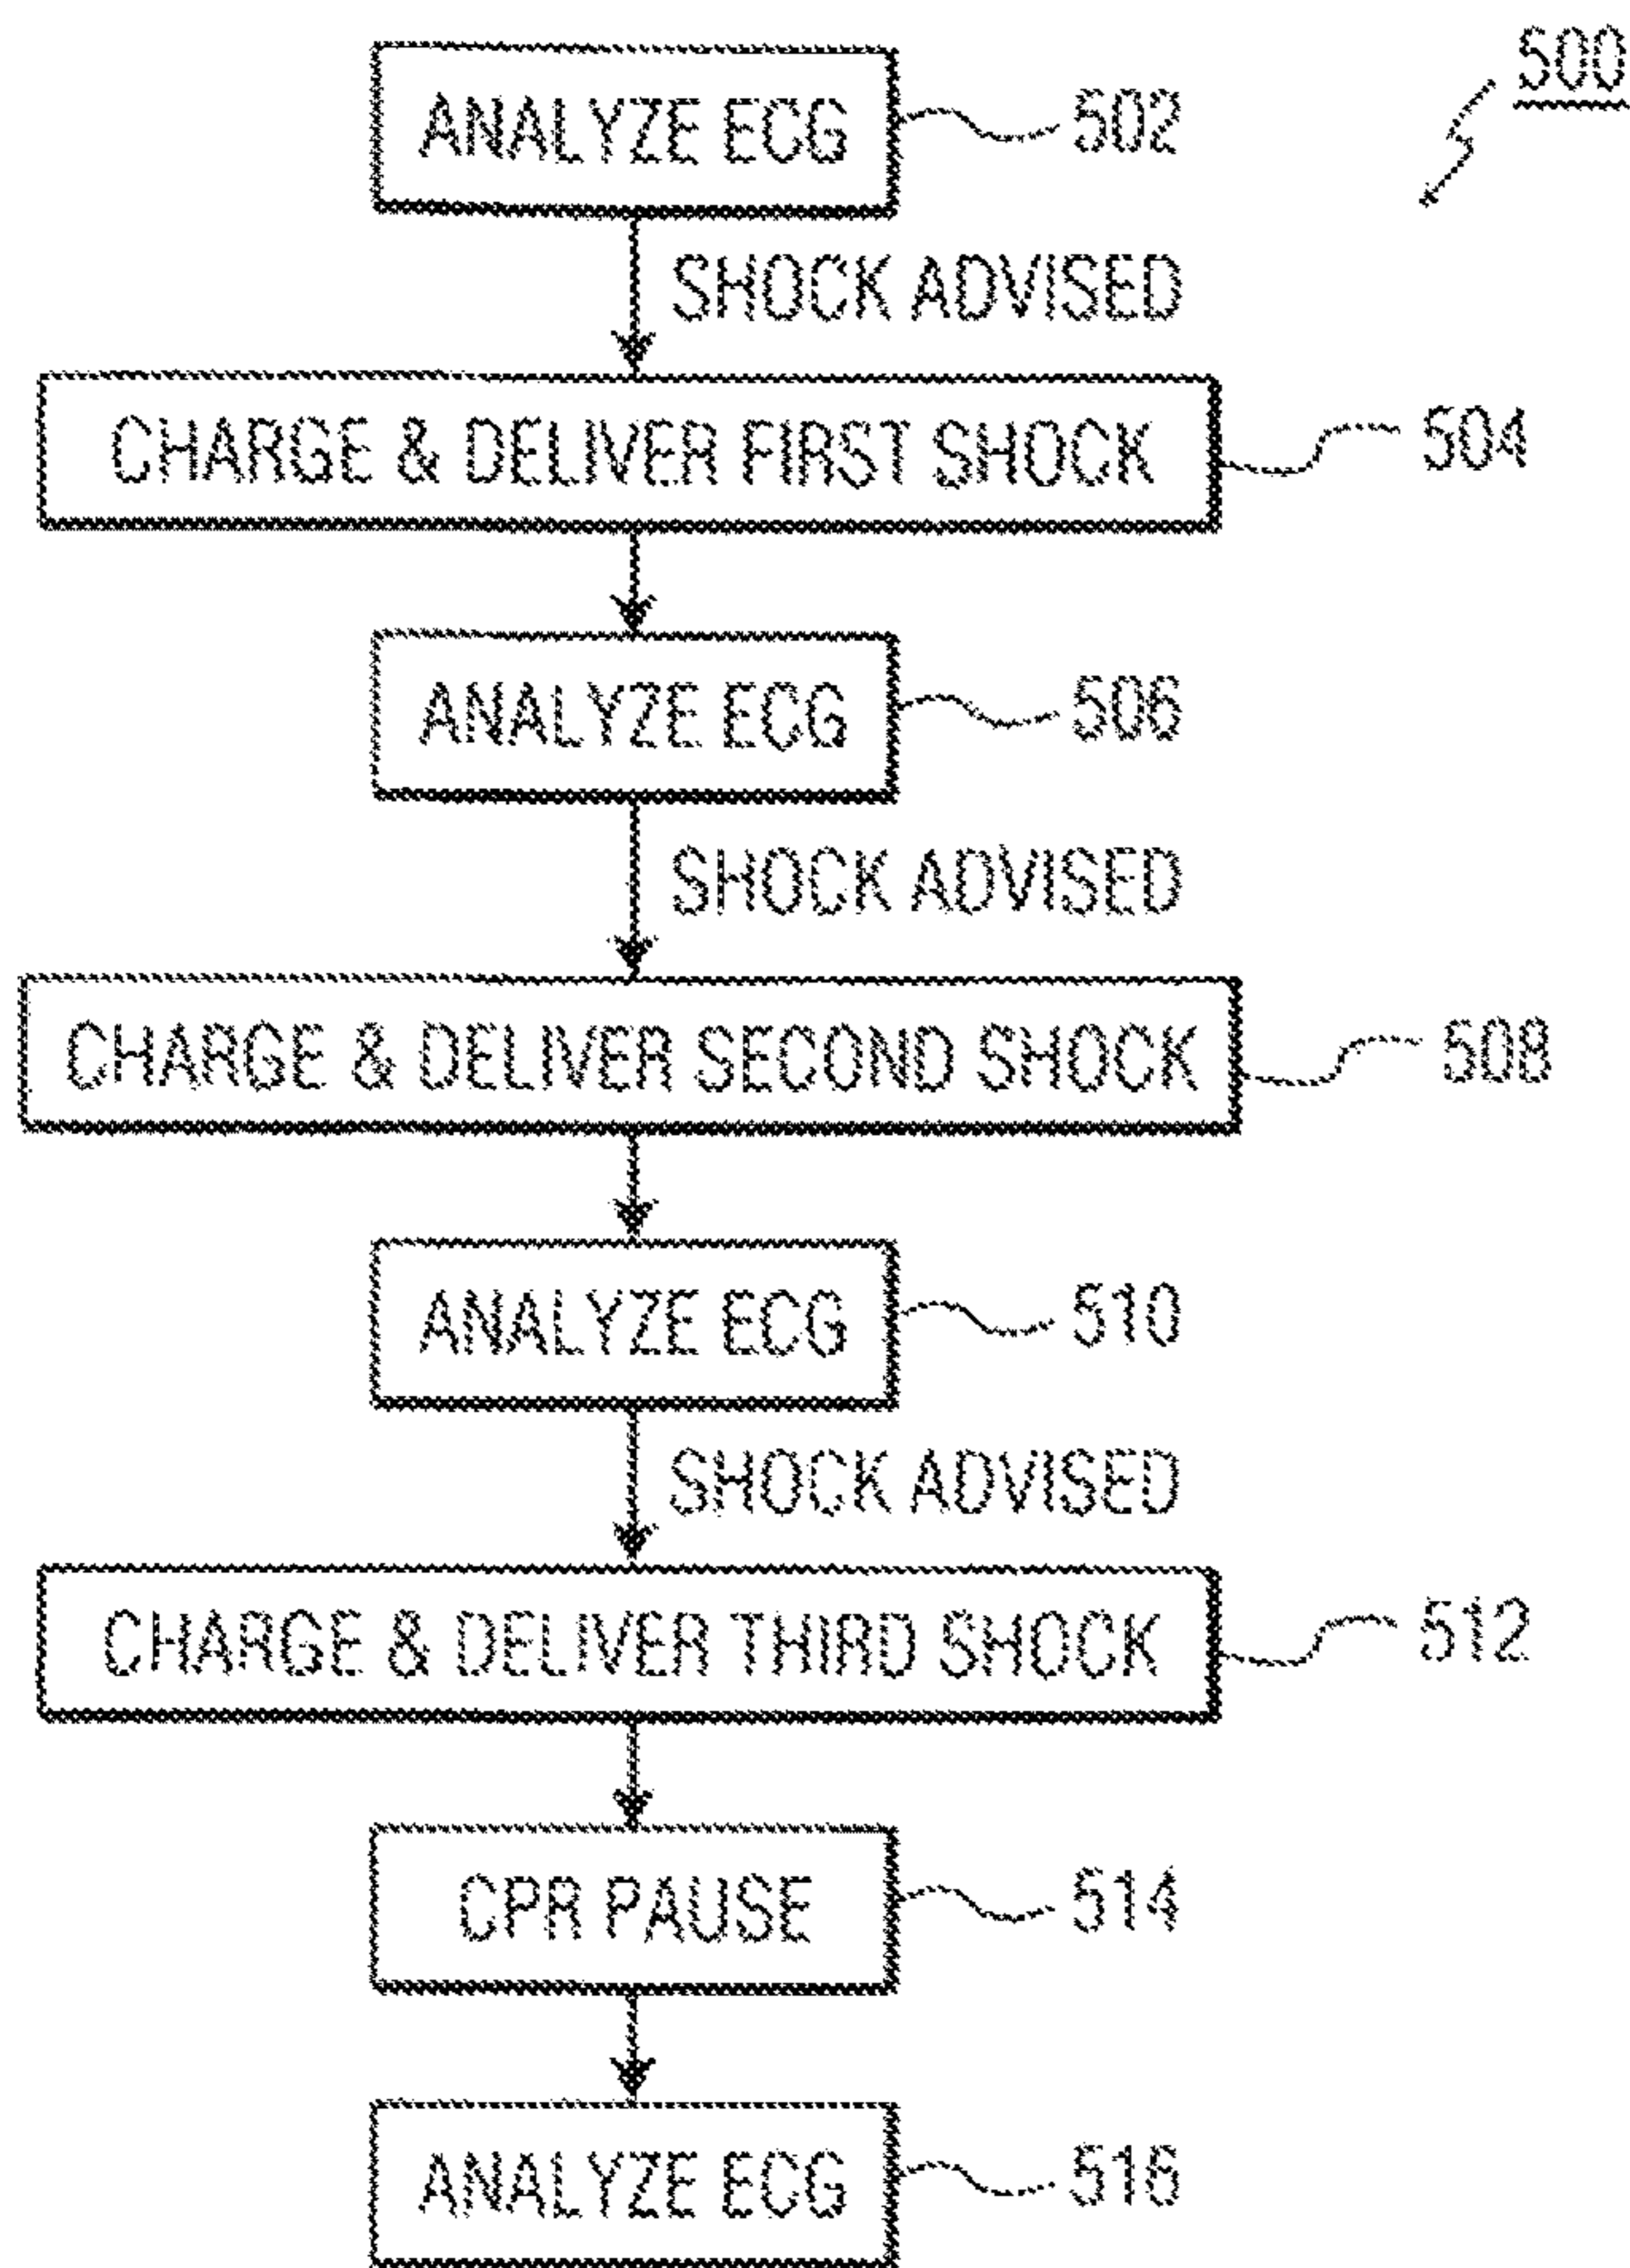 500
ANALYZE ECG 502
SHOCK ADVISED
CHARGE & DELIVER FIRST SHOCK 504
ANALYZE ECG 506
SHOCK ADVISED
CHARGE & DELIVER SECOND SHOCK 508
ANALYZE ECG 510
SHOCK ADVISED
CHARGE & DELIVER THIRD SHOCK 512
CPR PAUSE 514
ANALYZE ECG 516